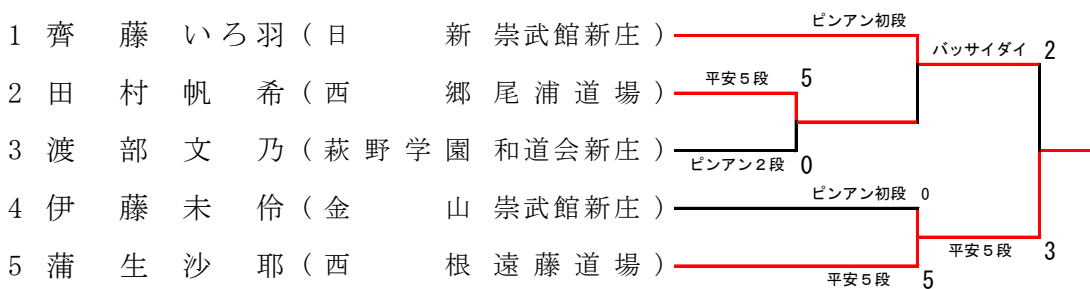 ピンアン初段
1 齊藤いろ羽(日新 崇武館新庄)
バッサイダイ 2
平安5段 5
2 田村帆希(西郷 尾浦道場)
3 渡部文乃(萩野学園 和道会新庄)
ピンアン2段 0
ピンアン初段 0
4 伊藤未伶(金山 崇武館新庄)
平安5段 3
5 蒲生沙耶(西根 遠藤道場)
平安5段 5